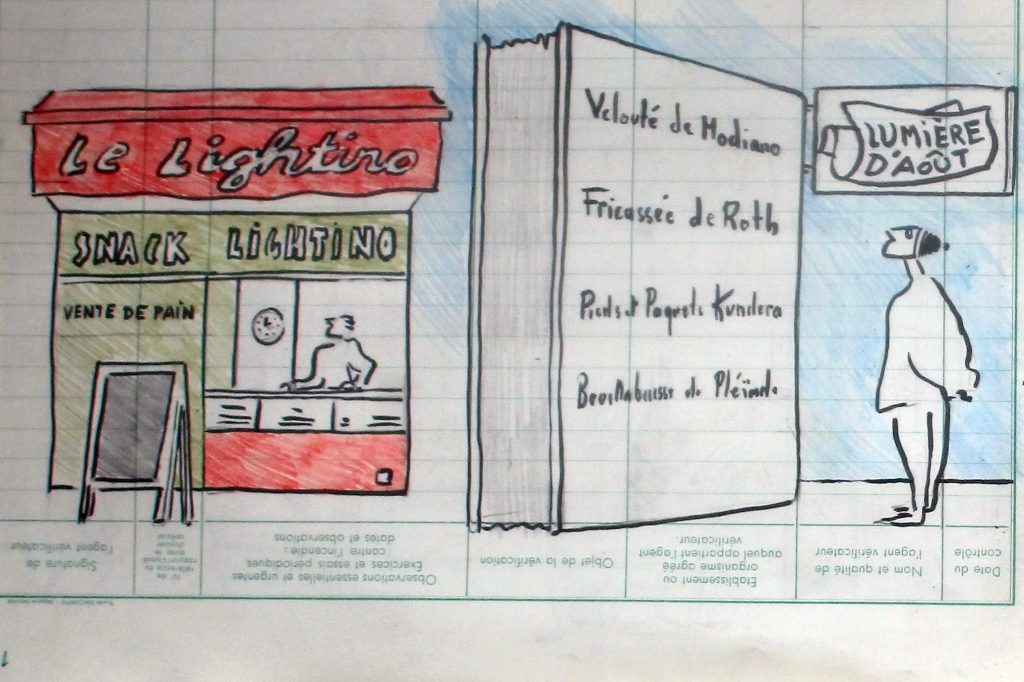 Le Lightino
SNACK LIGHTINO
VENTE DE PAIN
Velouté de Modiano
Fricassée de Roth
Pieds et Paquets Kundera
Bouillabaisse de Pléiade
LUMIÈRE
D'AOÛT
Date du
contrôle
Nom et qualité de
l'agent vérificateur
Etablissement ou
organisme agréé
auquel appartient l'agent
vérificateur:
Objet de la vérification
Observations essentielles et urgentes
Exercices et essais périodiques
contre l'incendie :
dates et observations
Signature de
l'agent vérificateur
1